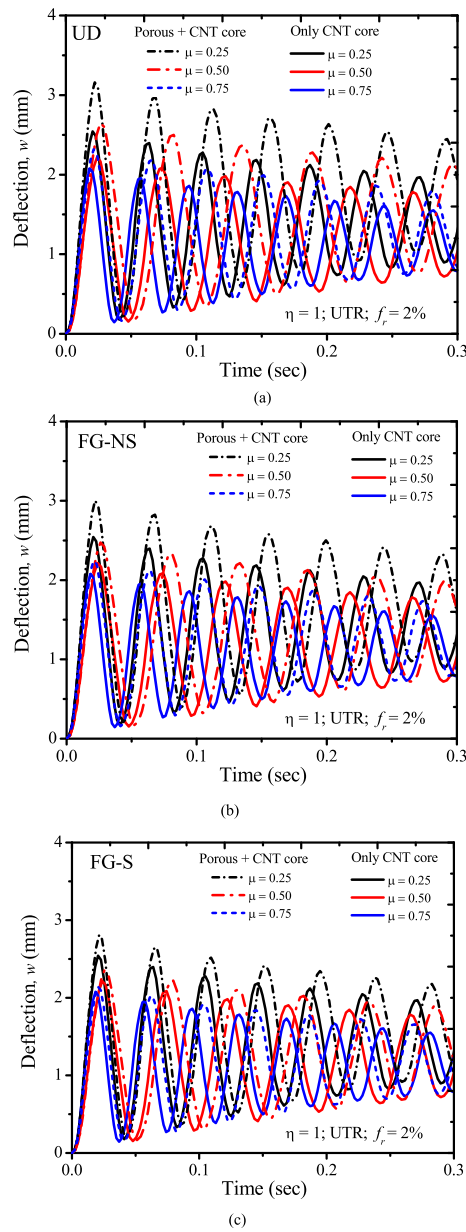 UD
Porous + CNT core Only CNT core
μ = 0.25 μ = 0.25
μ = 0.50 μ = 0.50
μ = 0.75 μ = 0.75
4
3
2
1
0
Deflection, w (mm)
η = 1; UTR; f_r = 2%
0.0 0.1 0.2 0.3
Time (sec)
(a)
FG-NS
Porous + CNT core Only CNT core
μ = 0.25 μ = 0.25
μ = 0.50 μ = 0.50
μ = 0.75 μ = 0.75
4
3
2
1
0
Deflection, w (mm)
η = 1; UTR; f_r = 2%
0.0 0.1 0.2 0.3
Time (sec)
(b)
FG-S
Porous + CNT core Only CNT core
μ = 0.25 μ = 0.25
μ = 0.50 μ = 0.50
μ = 0.75 μ = 0.75
4
3
2
1
0
Deflection, w (mm)
η = 1; UTR; f_r = 2%
0.0 0.1 0.2 0.3
Time (sec)
(c)